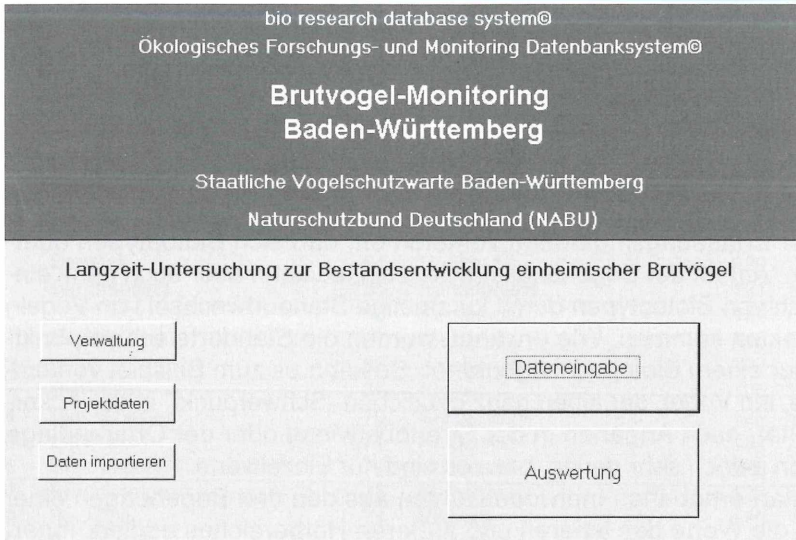 bio research database system©
Ökologisches Forschungs- und Monitoring Datenbanksystem©
Brutvogel-Monitoring
Baden-Württemberg
Staatliche Vogelschutzwarte Baden-Württemberg
Naturschutzbund Deutschland (NABU)
Langzeit-Untersuchung zur Bestandsentwicklung einheimischer Brutvögel
Verwaltung
Projektdaten
Daten importieren
Dateneingabe
Auswertung